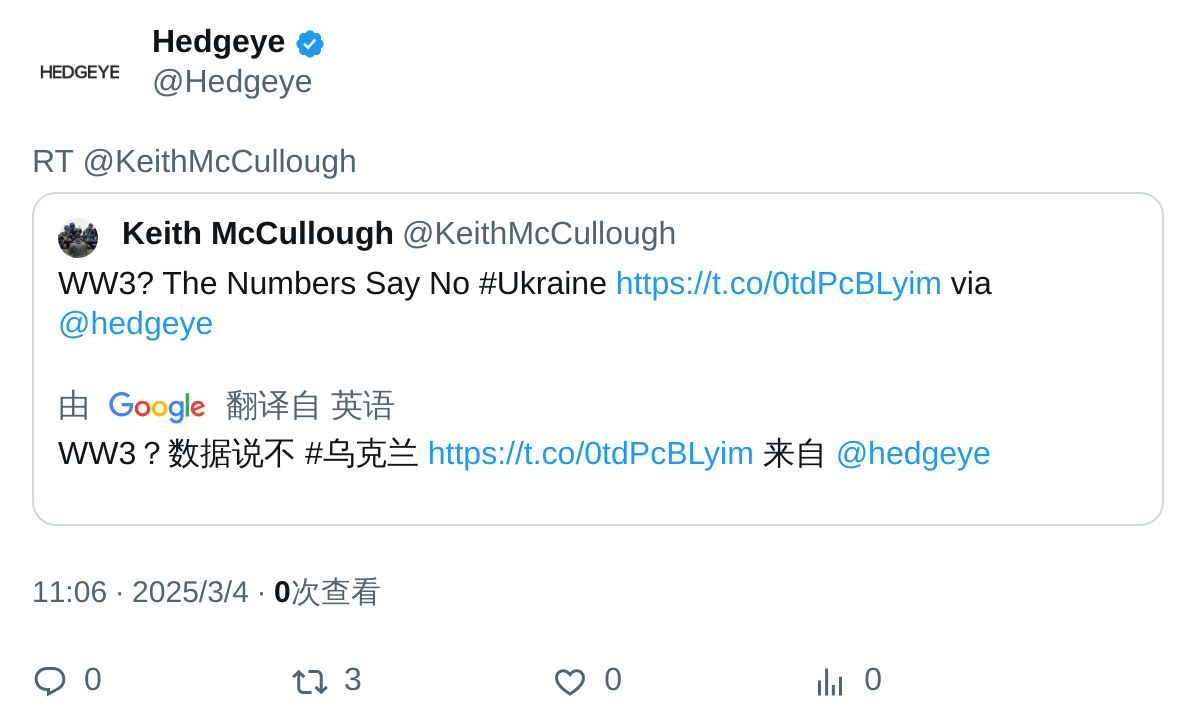 HEDGEYE
Hedgeye
@Hedgeye
RT @KeithMcCullough
Keith McCullough @KeithMcCullough
WW3? The Numbers Say No #Ukraine https://t.co/0tdPcBLyim via
@hedgeye
由 Google 翻译自 英语
WW3？数据说不 #乌克兰 https://t.co/0tdPcBLyim 来自 @hedgeye
11:06 · 2025/3/4 · 0次查看
0 3 0 0